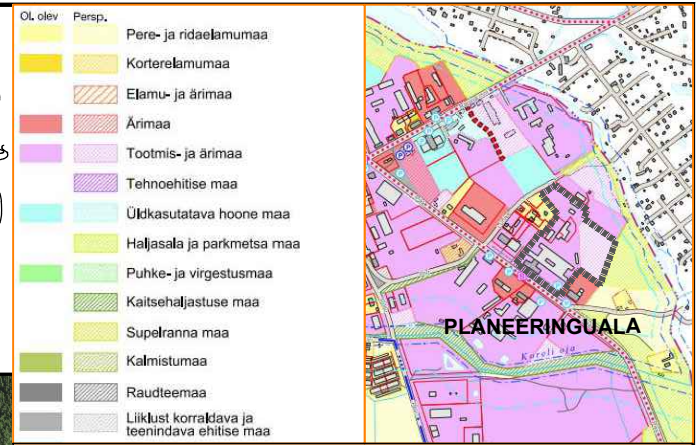 Ol. olev Persp.
Pere- ja ridaelamumaa
Korterelamumaa
Elamu- ja ärimaa
Ärimaa
Tootmis- ja ärimaa
Tehnoehitise maa
Üldkasutatava hoone maa
Haljasala ja parkmetsa maa
Puhke- ja virgestusmaa
Kaitsehaljastuse maa
Supelranna maa
Kalmistumaa
Raudteemaa
Liiklust korraldava ja
teenindava ehitise maa
PLANEERINGUALA
Kureli oja